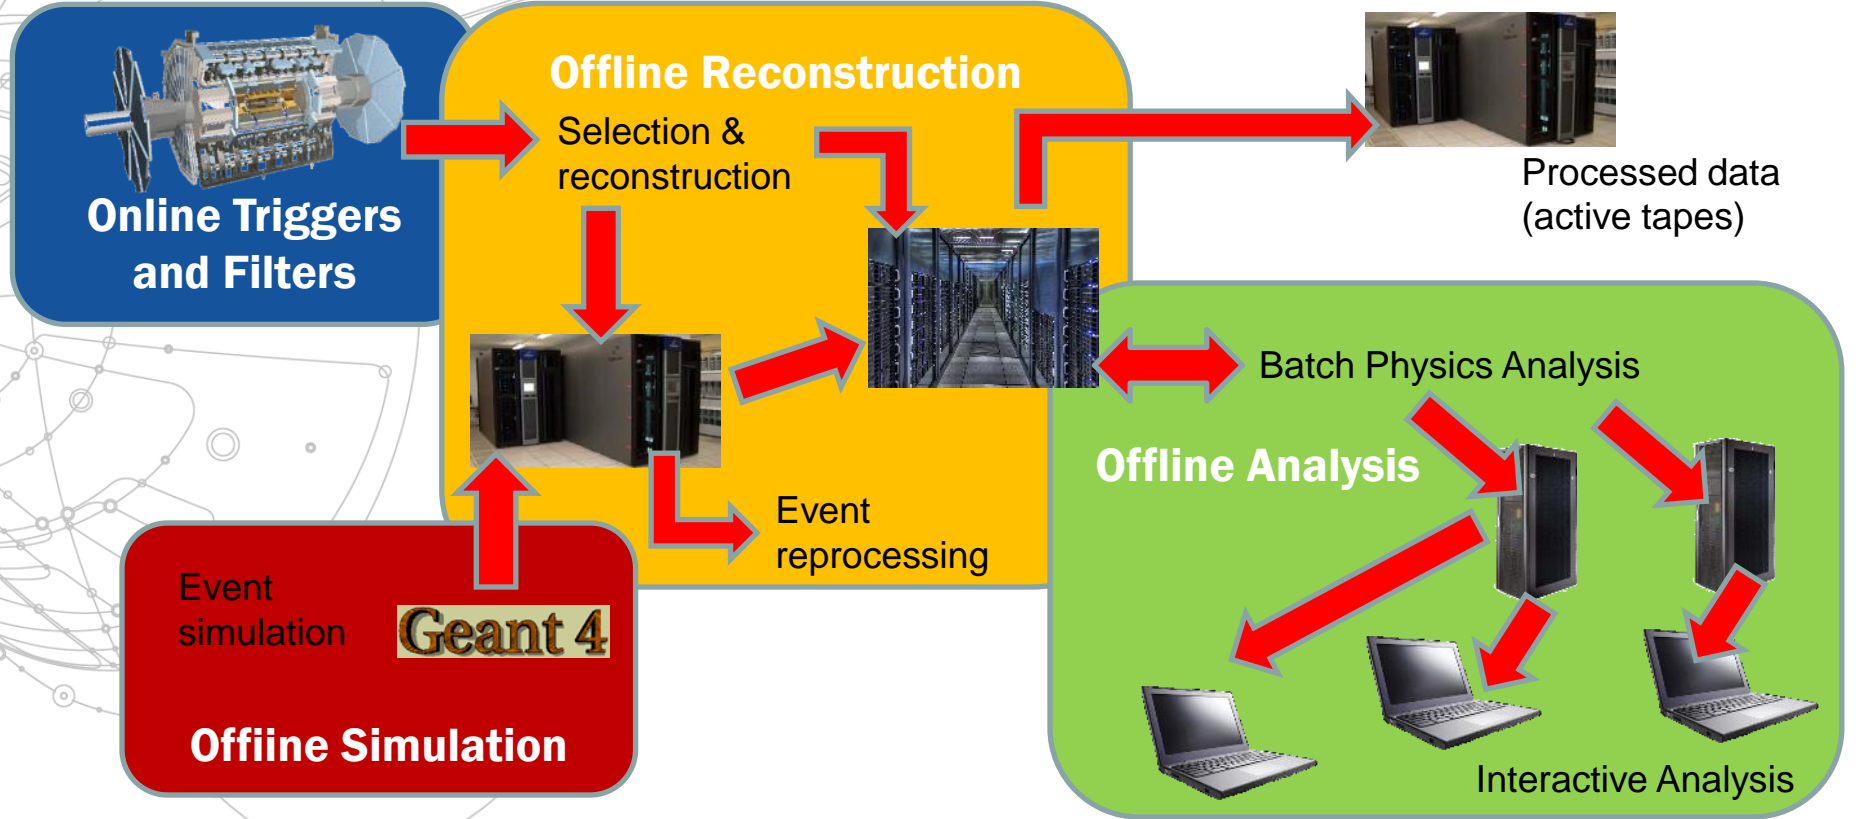 Offline Reconstruction
Selection &
reconstruction
Online Triggers
and Filters
Processed data
(active tapes)
Batch Physics Analysis
Offline Analysis
Event
reprocessing
Event
simulation
Geant 4
Offiine Simulation
Interactive Analysis